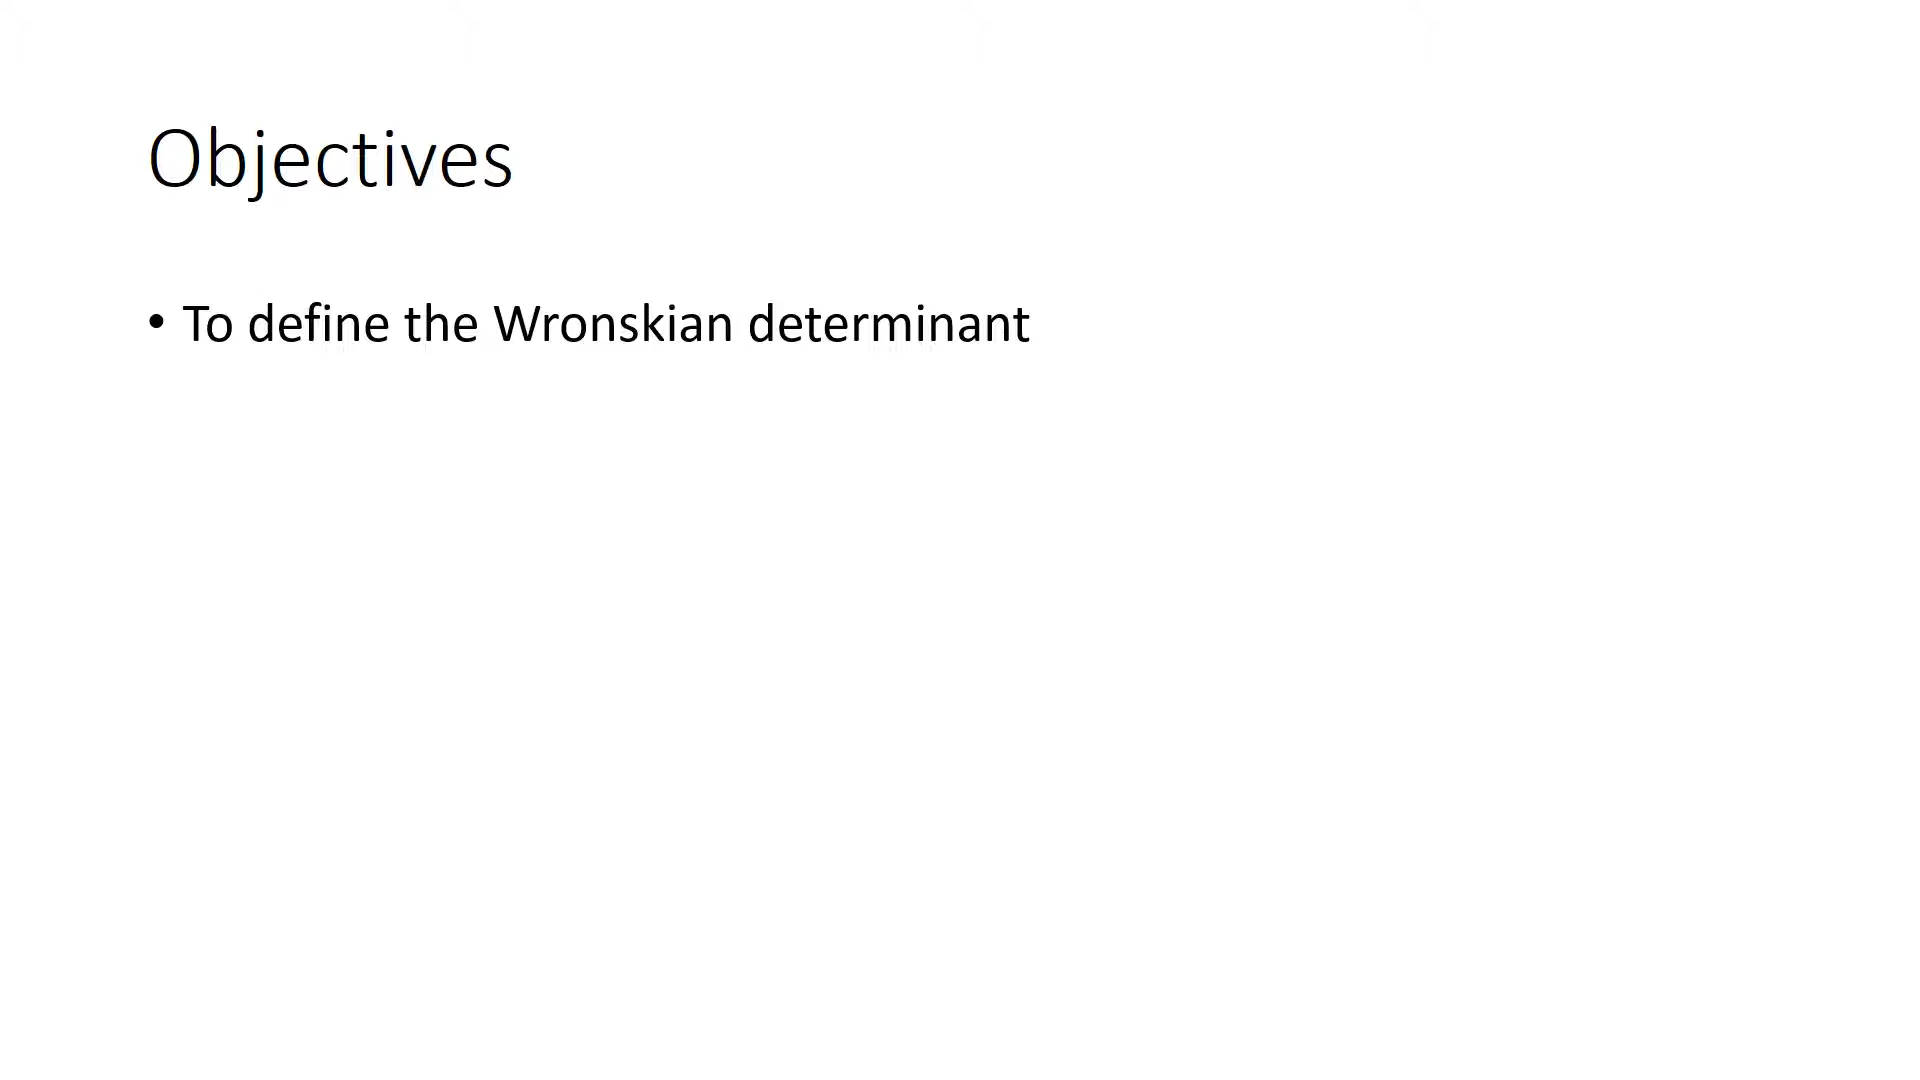 Objectives
• To define the Wronskian determinant